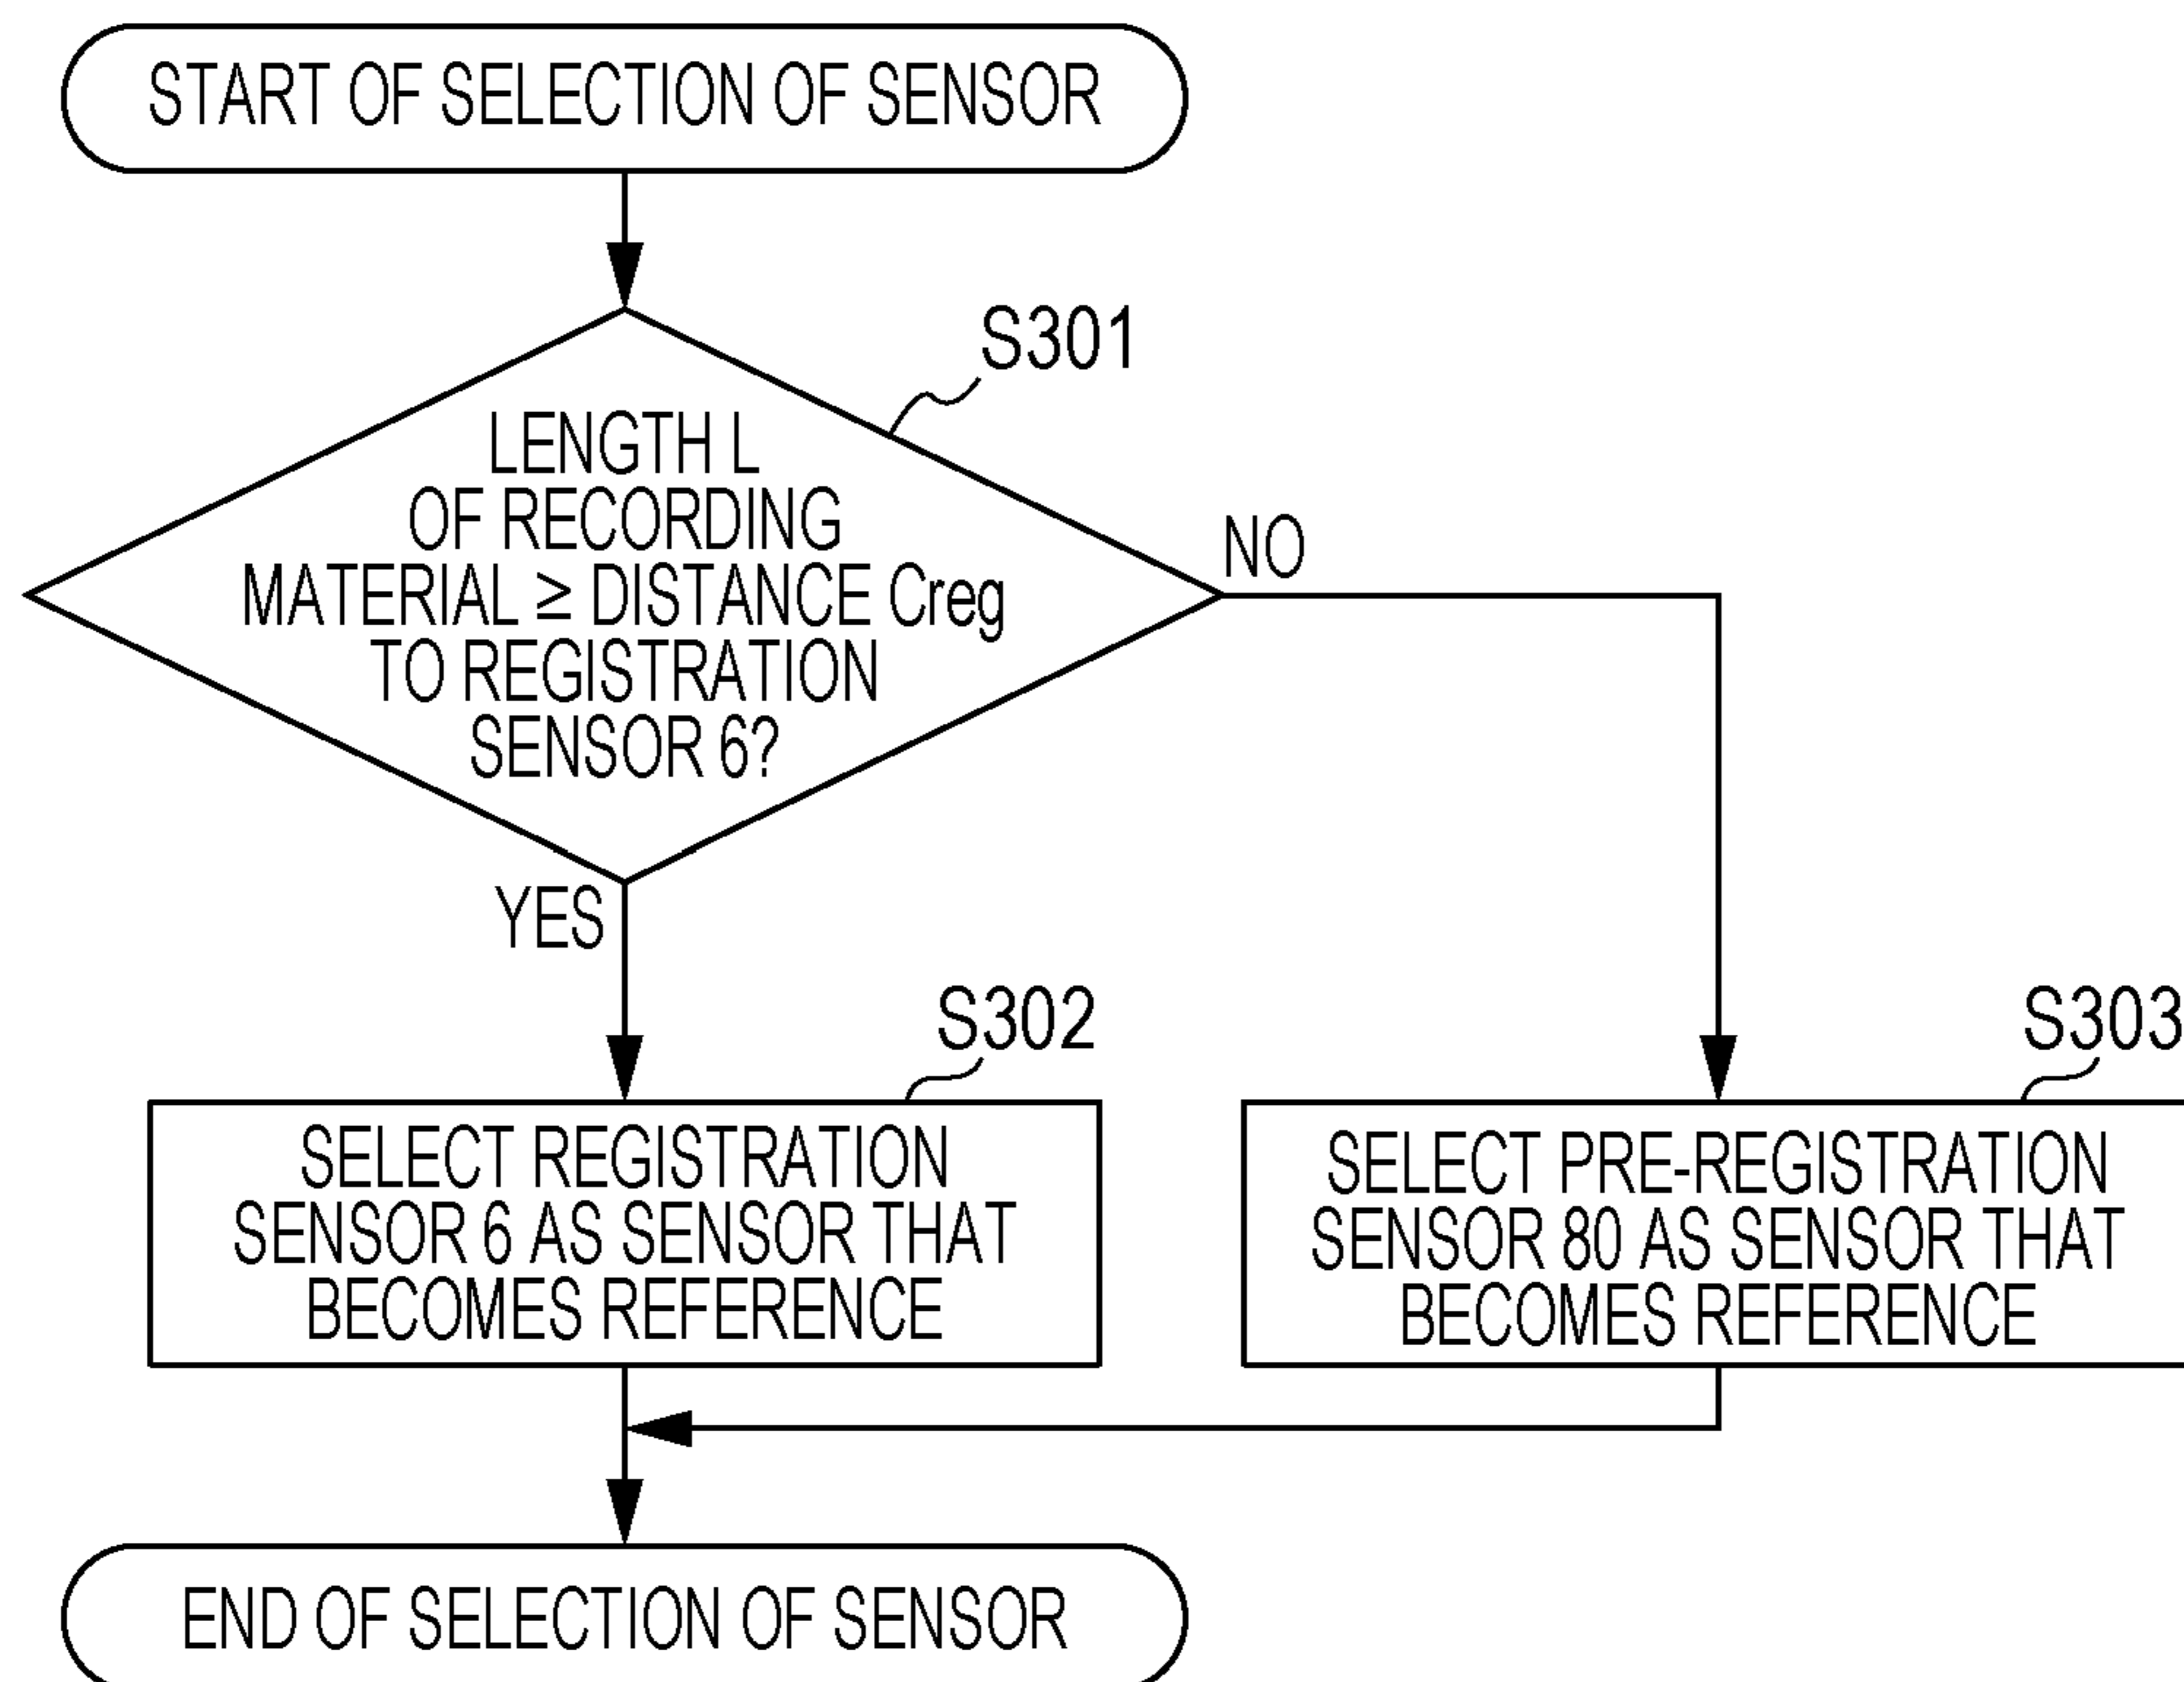 START OF SELECTION OF SENSOR
S301
LENGTH L
OF RECORDING
MATERIAL ≥ DISTANCE Creg
TO REGISTRATION
SENSOR 6?
NO
YES
S302
SELECT REGISTRATION
SENSOR 6 AS SENSOR THAT
BECOMES REFERENCE
S303
SELECT PRE-REGISTRATION
SENSOR 80 AS SENSOR THAT
BECOMES REFERENCE
END OF SELECTION OF SENSOR